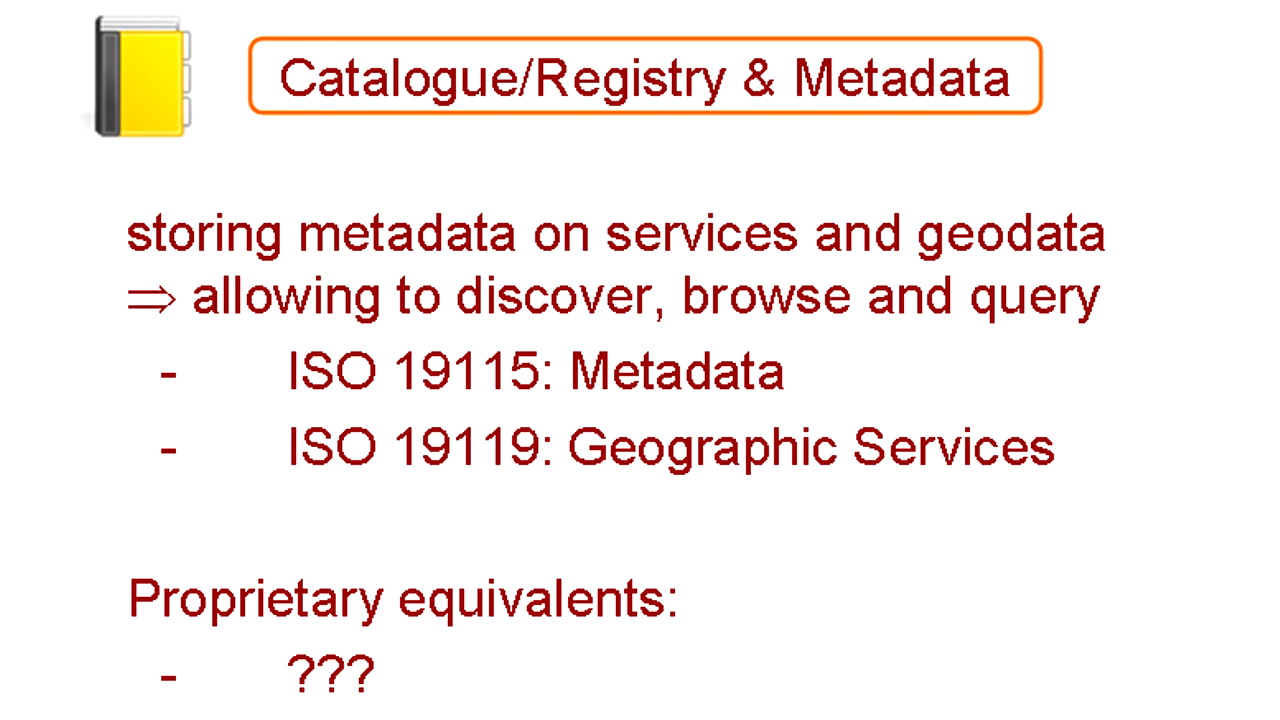 Catalogue/Registry & Metadata
storing metadata on services and geodata
⇒ allowing to discover, browse and query
- ISO 19115: Metadata
- ISO 19119: Geographic Services
Proprietary equivalents:
- ???